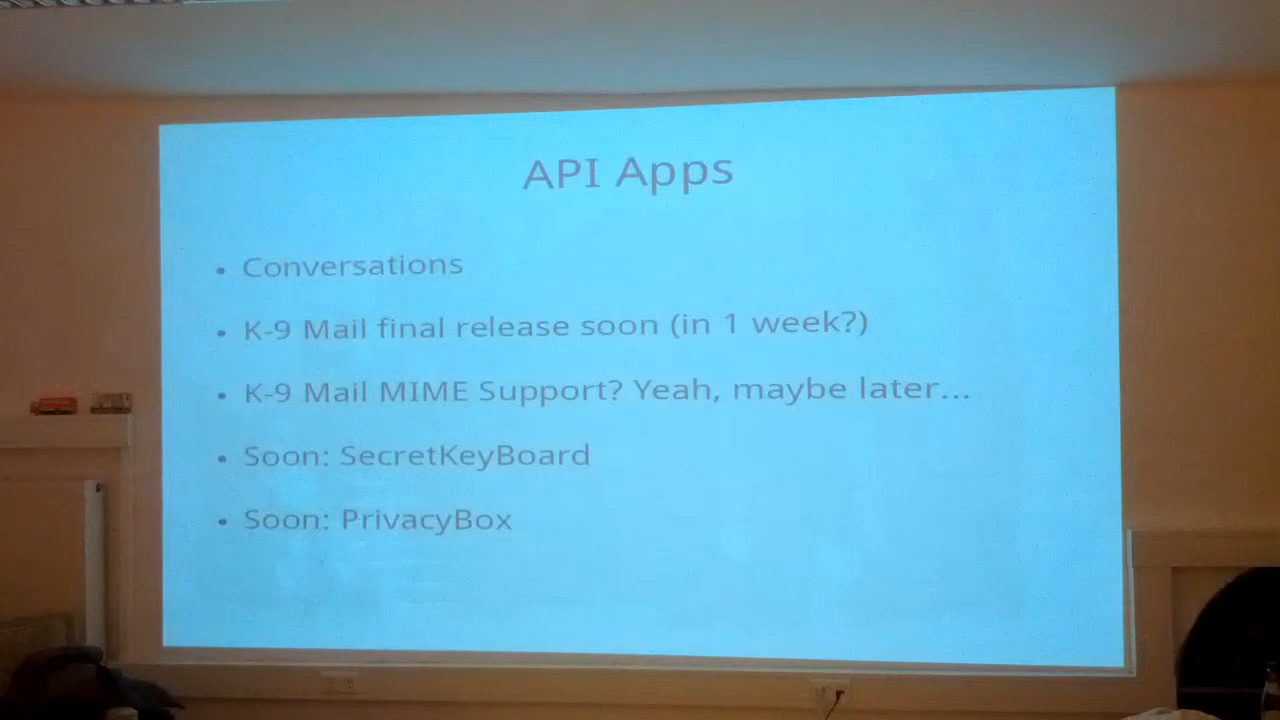 API Apps
• Conversations
• K-9 Mail final release soon (in 1 week?)
• K-9 Mail MIME Support? Yeah, maybe later...
• Soon: SecretKeyBoard
• Soon: PrivacyBox